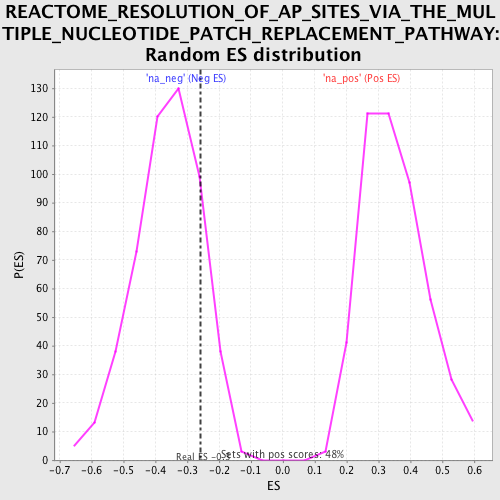 REACTOME_RESOLUTION_OF_AP_SITES_VIA_THE_MUL
TIPLE_NUCLEOTIDE_PATCH_REPLACEMENT_PATHWAY:
Random ES distribution
'na_neg' (Neg ES)
'na_pos' (Pos ES)
130
120
110
100
90
80
70
60
50
40
30
20
10
0
P(ES)
Real ES -0.3
Sets with pos scores: 48%
-0.7 -0.6 -0.5 -0.4 -0.3 -0.2 -0.1 0.0 0.1 0.2 0.3 0.4 0.5 0.6
ES